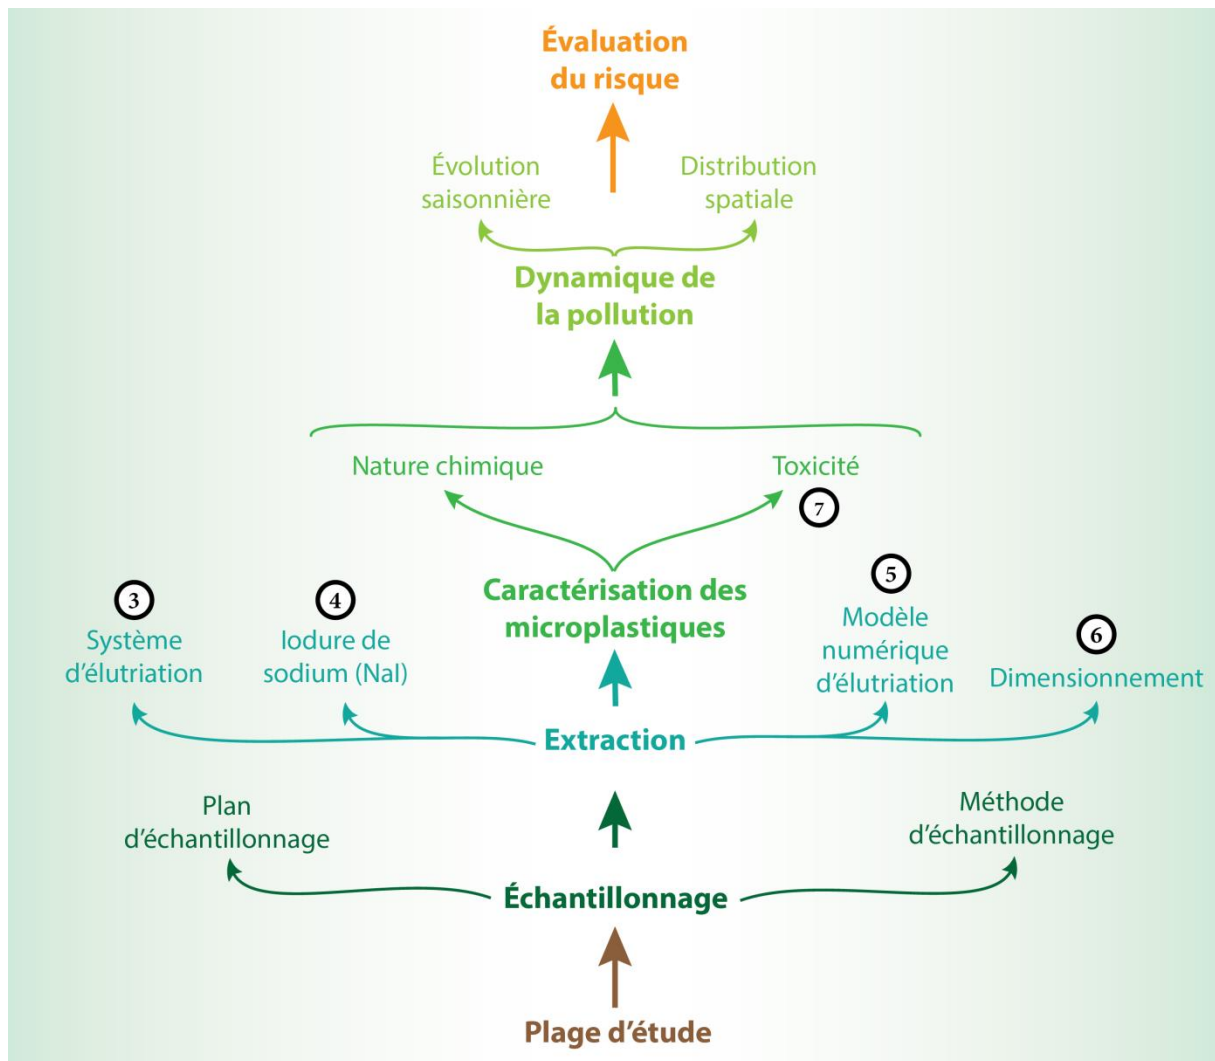 Évaluation
du risque
Évolution
saisonnière
Distribution
spatiale
Dynamique de
la pollution
Nature chimique
Toxicité
7
Caractérisation des
microplastiques
3
Système
d'élutriation
4
Iodure de
sodium (NaI)
5
Modèle
numérique
d'élutriation
6
Dimensionnement
Extraction
Plan
d'échantillonnage
Méthode
d'échantillonnage
Échantillonnage
Plage d'étude